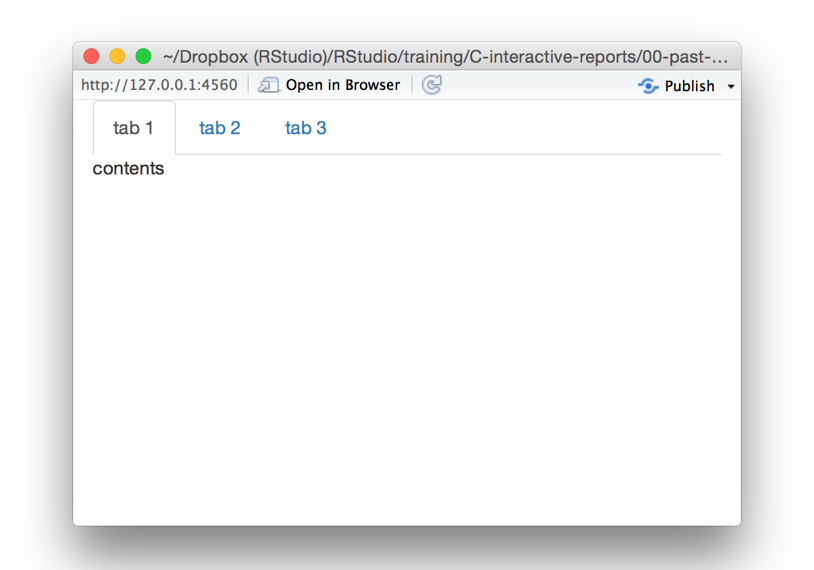 ~/Dropbox (RStudio)/RStudio/training/C-interactive-reports/00-past-...
http://127.0.0.1:4560 Open in Browser Publish
tab 1 tab 2 tab 3
contents